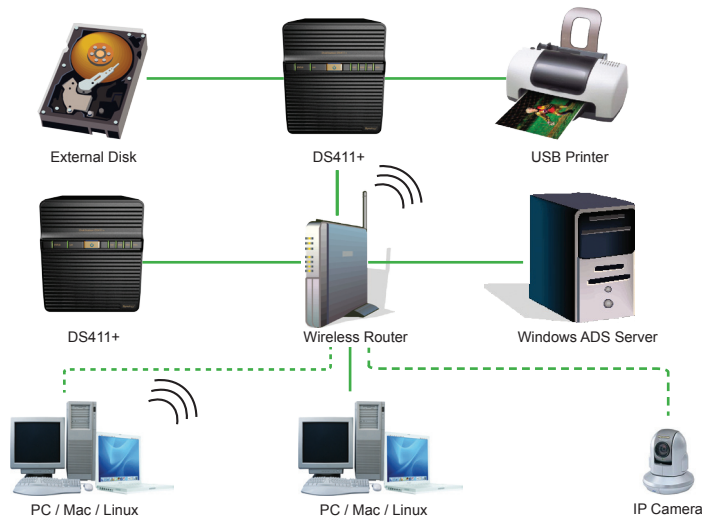 External Disk
DS411+
USB Printer
DS411+
Wireless Router
Windows ADS Server
PC / Mac / Linux
PC / Mac / Linux
IP Camera